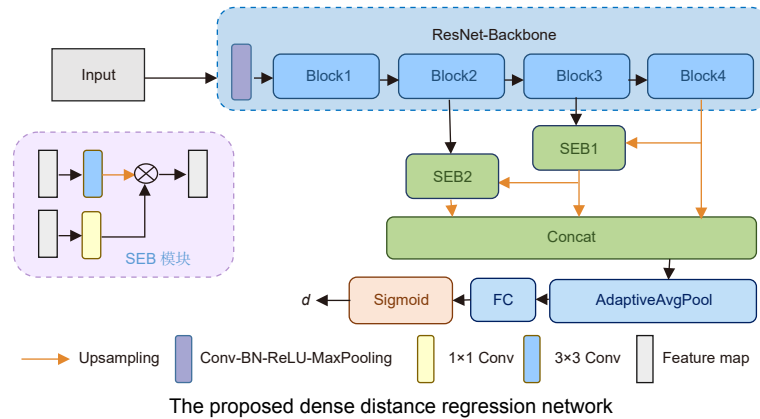 ResNet-Backbone
Input
Block1
Block2
Block3
Block4
SEB1
SEB2
SEB 模块
Concat
d
Sigmoid
FC
AdaptiveAvgPool
Upsampling
Conv-BN-ReLU-MaxPooling
1×1 Conv
3×3 Conv
Feature map
The proposed dense distance regression network